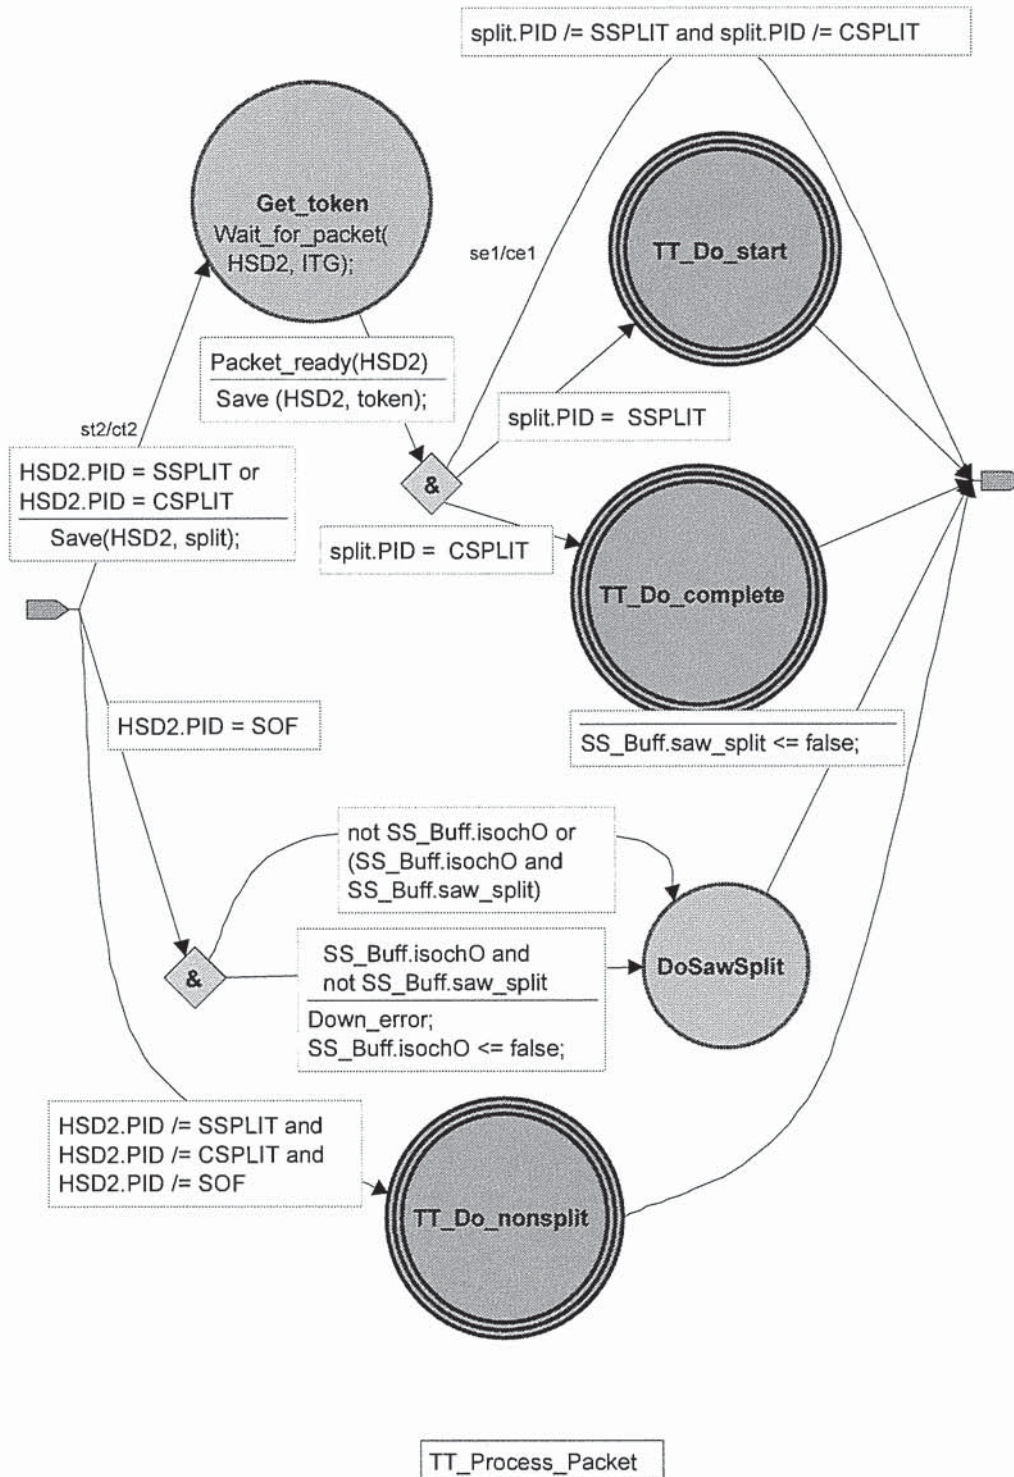 split.PID /= SSPLIT and split.PID /= CSPLIT
Get_token
Wait_for_packet(
HSD2, ITG);
se1/ce1
TT_Do_start
Packet_ready(HSD2)
Save (HSD2, token);
split.PID = SSPLIT
st2/ct2
HSD2.PID = SSPLIT or
HSD2.PID = CSPLIT
Save(HSD2, split);
&
split.PID = CSPLIT
TT_Do_complete
HSD2.PID = SOF
SS_Buff.saw_split <= false;
not SS_Buff.isochO or
(SS_Buff.isochO and
SS_Buff.saw_split)
&
SS_Buff.isochO and
not SS_Buff.saw_split
Down_error;
SS_Buff.isochO <= false;
DoSawSplit
HSD2.PID /= SSPLIT and
HSD2.PID /= CSPLIT and
HSD2.PID /= SOF
TT_Do_nonsplit
TT_Process_Packet